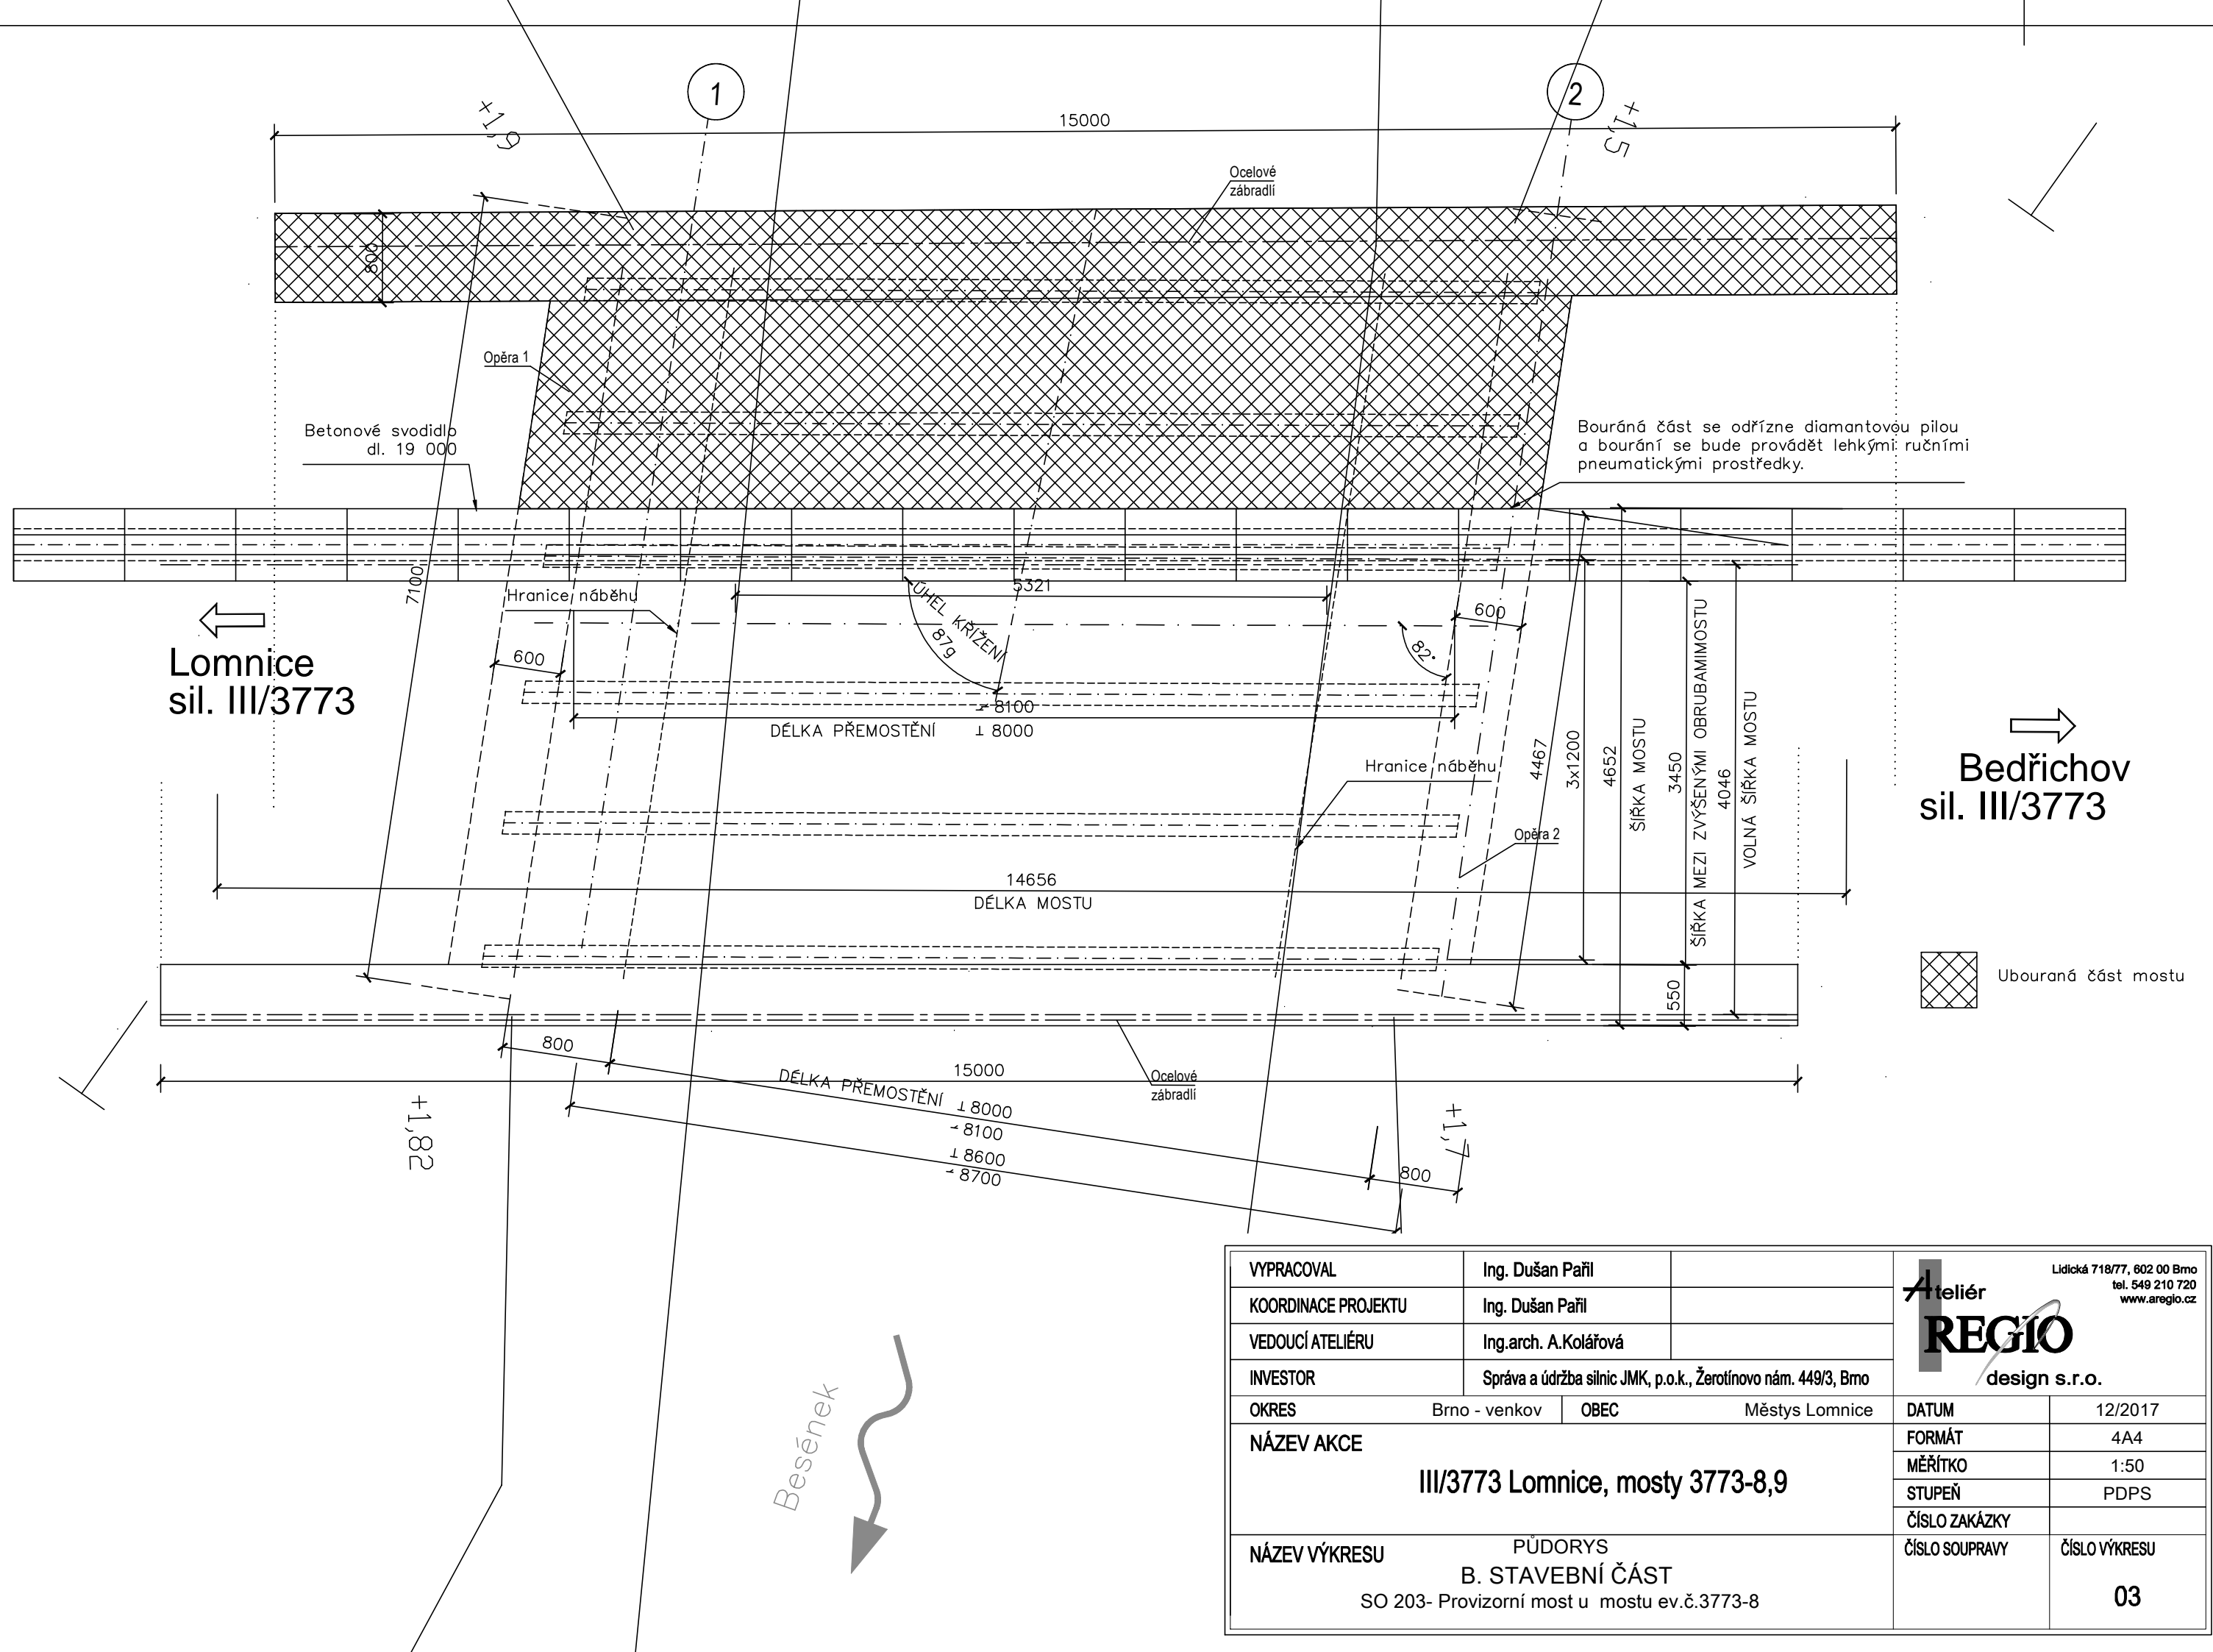 1
2
+1,9
+1,5
15000
Ocelové
zábradlí
800
Opěra 1
Betonové svodidlo
dl. 19 000
Bouráná část se odřízne diamantovou pilou
a bourání se bude provádět lehkými ručními
pneumatickými prostředky.
7100
Hranice náběhu
5321
ÚHEL KŘÍŽENÍ
87g
600
82°
600
Lomnice
sil. III/3773
8100
DÉLKA PŘEMOSTĚNÍ ⊥ 8000
Hranice náběhu
4467
3x1200
4652
ŠÍŘKA MOSTU
3450
ŠÍŘKA MEZI ZVÝŠENÝMI OBRUBAMIMOSTU
4046
VOLNÁ ŠÍŘKA MOSTU
Bedřichov
sil. III/3773
Opěra 2
14656
DÉLKA MOSTU
550
Ubouraná část mostu
800
15000
Ocelové
zábradlí
DÉLKA PŘEMOSTĚNÍ ⊥ 8000
8100
⊥ 8600
8700
800
+1,82
+1,7
Besének
VYPRACOVAL Ing. Dušan Pařil
KOORDINACE PROJEKTU Ing. Dušan Pařil
VEDOUCÍ ATELIÉRU Ing.arch. A.Kolářová
INVESTOR Správa a údržba silnic JMK, p.o.k., Žerotínovo nám. 449/3, Brno
OKRES Brno - venkov OBEC Městys Lomnice
NÁZEV AKCE
III/3773 Lomnice, mosty 3773-8,9
NÁZEV VÝKRESU
PŮDORYS
B. STAVEBNÍ ČÁST
SO 203- Provizorní most u mostu ev.č.3773-8
Ateliér
REGIO
design s.r.o.
Lidická 718/77, 602 00 Brno
tel. 549 210 720
www.aregio.cz
DATUM 12/2017
FORMÁT 4A4
MĚŘÍTKO 1:50
STUPEŇ PDPS
ČÍSLO ZAKÁZKY
ČÍSLO SOUPRAVY ČÍSLO VÝKRESU
03